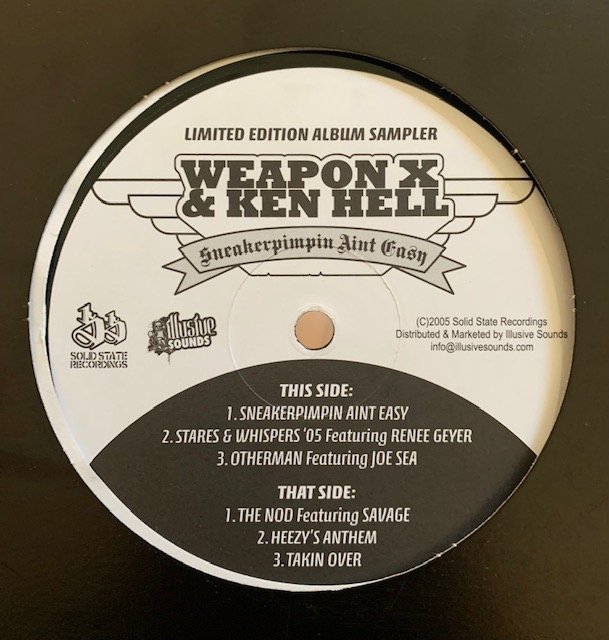 LIMITED EDITION ALBUM SAMPLER
WEAPON X
& KEN HELL
Sneakerpimpin Aint Easy
SOLID STATE
RECORDINGS
Illusive
SOUNDS
(C)2005 Solid State Recordings
Distributed & Marketed by Illusive Sounds
info@illusivesounds.com
THIS SIDE:
1. SNEAKERPIMPIN AINT EASY
2. STARES & WHISPERS '05 Featuring RENEE GEYER
3. OTHERMAN Featuring JOE SEA
THAT SIDE:
1. THE NOD Featuring SAVAGE
2. HEEZY'S ANTHEM
3. TAKIN OVER